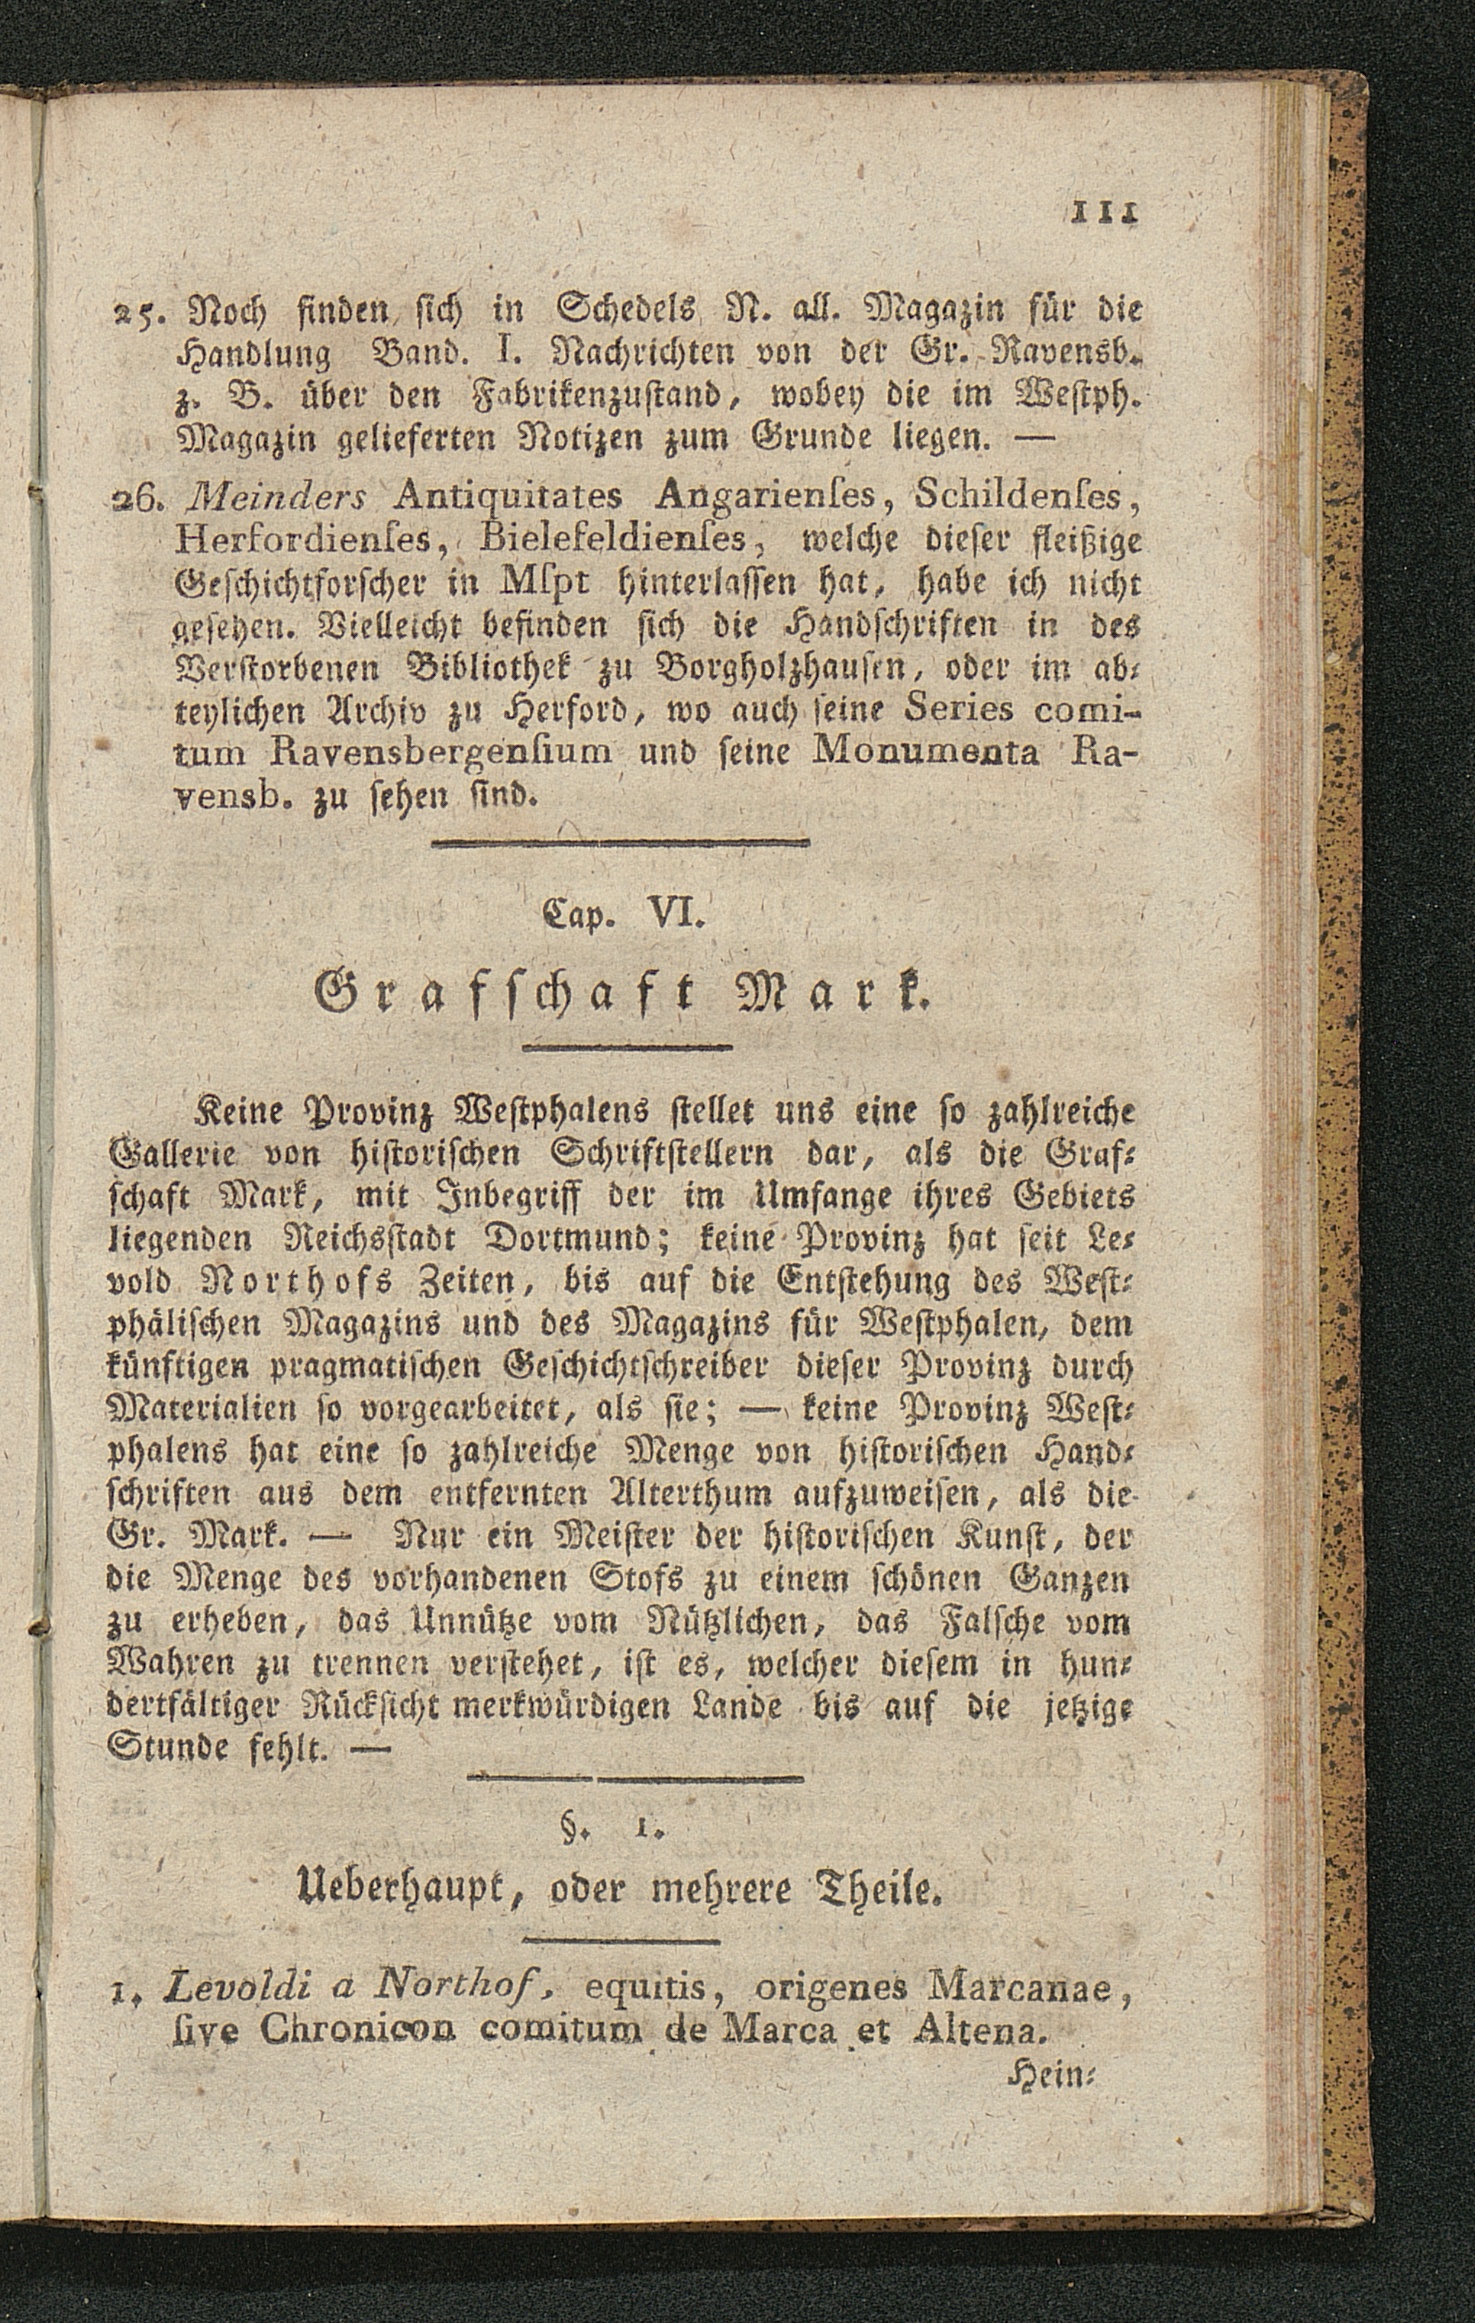 111
25. Noch finden sich in Schedels N. all. Magazin für die
Handlung Band. I. Nachrichten von der Gr. Ravensb.
z. B. über den Fabrikenzustand, wobey die im Westph.
Magazin gelieferten Notizen zum Grunde liegen. —
26. Meinders Antiquitates Angarienſes, Schildenſes,
Herfordienſes, Bielefeldienſes, welche dieſer fleißige
Geſchichtforſcher in Mſpt hinterlaſſen hat, habe ich nicht
geſehen. Vielleicht befinden ſich die Handſchriften in des
Verſtorbenen Bibliothek zu Borgholzhauſen, oder im ab⸗
teylichen Archiv zu Herford, wo auch ſeine Series comi-
tum Ravensbergenſium und ſeine Monumenta Ra-
vensb. zu ſehen ſind.
Cap. VI.
Grafſchaft Mark.
Keine Provinz Weſtphalens ſtellet uns eine ſo zahlreiche
Gallerie von hiſtoriſchen Schriftſtellern dar, als die Graf⸗
ſchaft Mark, mit Inbegriff der im Umfange ihres Gebiets
liegenden Reichsſtadt Dortmund; keine Provinz hat ſeit Le⸗
vold Northofs Zeiten, bis auf die Entſtehung des Weſt⸗
phäliſchen Magazins und des Magazins für Weſtphalen, dem
künftigen pragmatiſchen Geſchichtſchreiber dieſer Provinz durch
Materialien ſo vorgearbeitet, als ſie; — keine Provinz Weſt⸗
phalens hat eine ſo zahlreiche Menge von hiſtoriſchen Hand⸗
ſchriften aus dem entfernten Alterthum aufzuweiſen, als die
Gr. Mark. — Nur ein Meiſter der hiſtoriſchen Kunſt, der
die Menge des vorhandenen Stofs zu einem ſchönen Ganzen
zu erheben, das Unnütze vom Nützlichen, das Falſche vom
Wahren zu trennen verſtehet, iſt es, welcher dieſem in hun⸗
dertfältiger Rückſicht merkwürdigen Lande bis auf die jetzige
Stunde fehlt. —
§. 1.
Ueberhaupt, oder mehrere Theile.
1. Levoldi a Northof, equitis, origenes Marcanae,
ſive Chronicon comitum de Marca et Altena.
Hein⸗